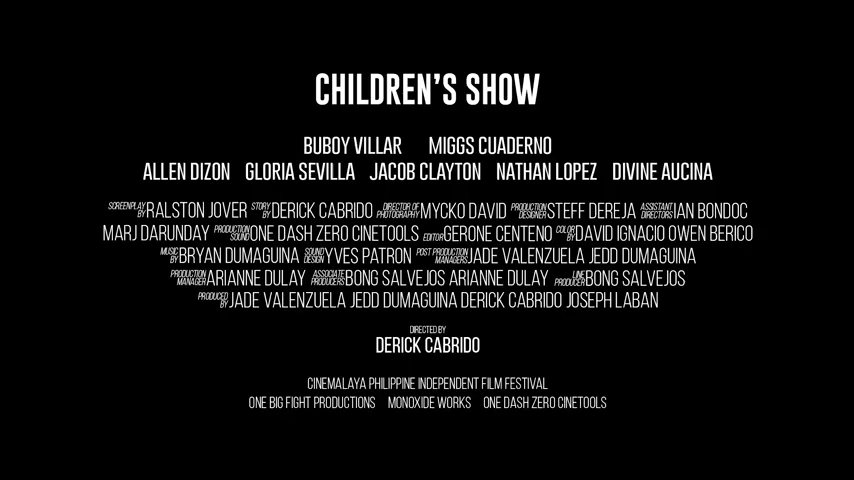 CHILDREN'S SHOW
BUBOY VILLAR MIGGS CUADERNO
ALLEN DIZON GLORIA SEVILLA JACOB CLAYTON NATHAN LOPEZ DIVINE AUCINA
SCREENPLAY BY RALSTON JOVER STORY BY DERICK CABRIDO DIRECTOR OF PHOTOGRAPHY MYCKO DAVID PRODUCTION DESIGNER STEFF DEREJA ASSISTANT DIRECTORS IAN BONDOC
MARJ DARUNDAY PRODUCTION SOUND ONE DASH ZERO CINETOOLS EDITOR GERONE CENTENO COLOR BY DAVID IGNACIO OWEN BERICO
MUSIC BY BRYAN DUMAGUINA SOUND DESIGN YVES PATRON POST PRODUCTION MANAGERS JADE VALENZUELA JEDD DUMAGUINA
PRODUCTION MANAGER ARIANNE DULAY ASSOCIATE PRODUCERS BONG SALVEJOS ARIANNE DULAY LINE PRODUCER BONG SALVEJOS
PRODUCED BY JADE VALENZUELA JEDD DUMAGUINA DERICK CABRIDO JOSEPH LABAN
DIRECTED BY
DERICK CABRIDO
CINEMALAYA PHILIPPINE INDEPENDENT FILM FESTIVAL
ONE BIG FIGHT PRODUCTIONS MONOXIDE WORKS ONE DASH ZERO CINETOOLS